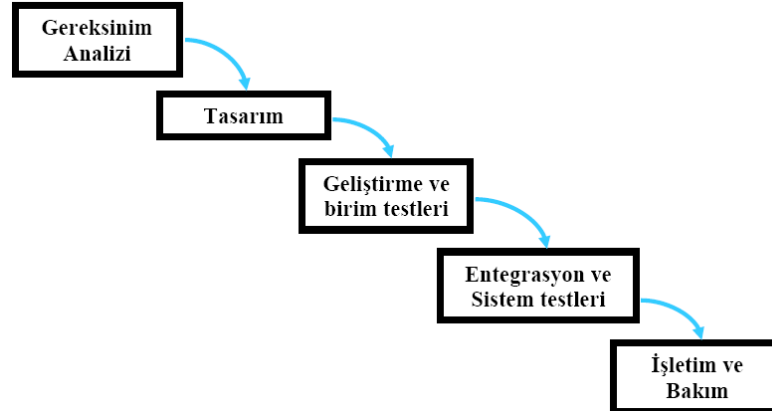 Gereksinim
Analizi
Tasarım
Geliştirme ve
birim testleri
Entegrasyon ve
Sistem testleri
İşletim ve
Bakım